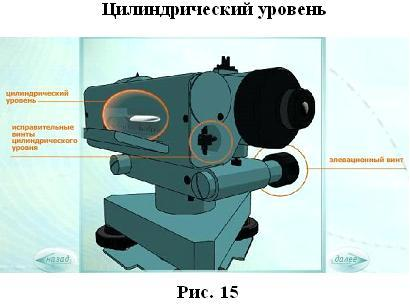 Цилиндрический уровень
цилиндрический
уровень
исправительные
винты
цилиндрического
уровня
элевационный винт
назад
далее
Рис. 15